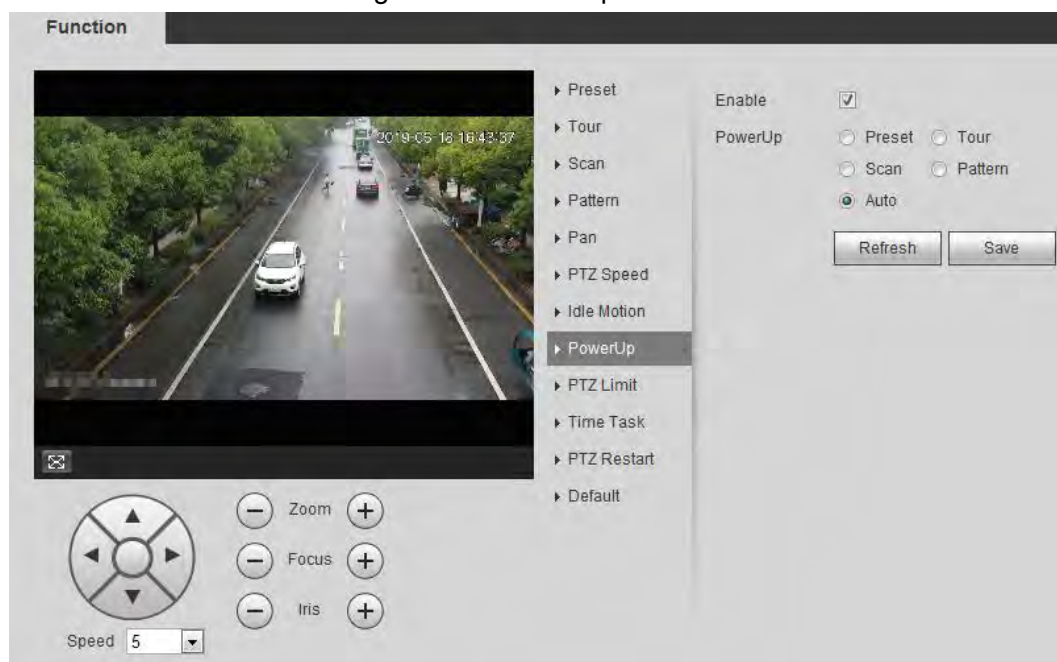 Function
2019-05-18 16:43:37
Preset
Tour
Scan
Pattern
Pan
PTZ Speed
Idle Motion
PowerUp
PTZ Limit
Time Task
PTZ Restart
Default
Enable
PowerUp
Preset Tour
Scan Pattern
Auto
Refresh Save
Zoom
Focus
Iris
Speed 5